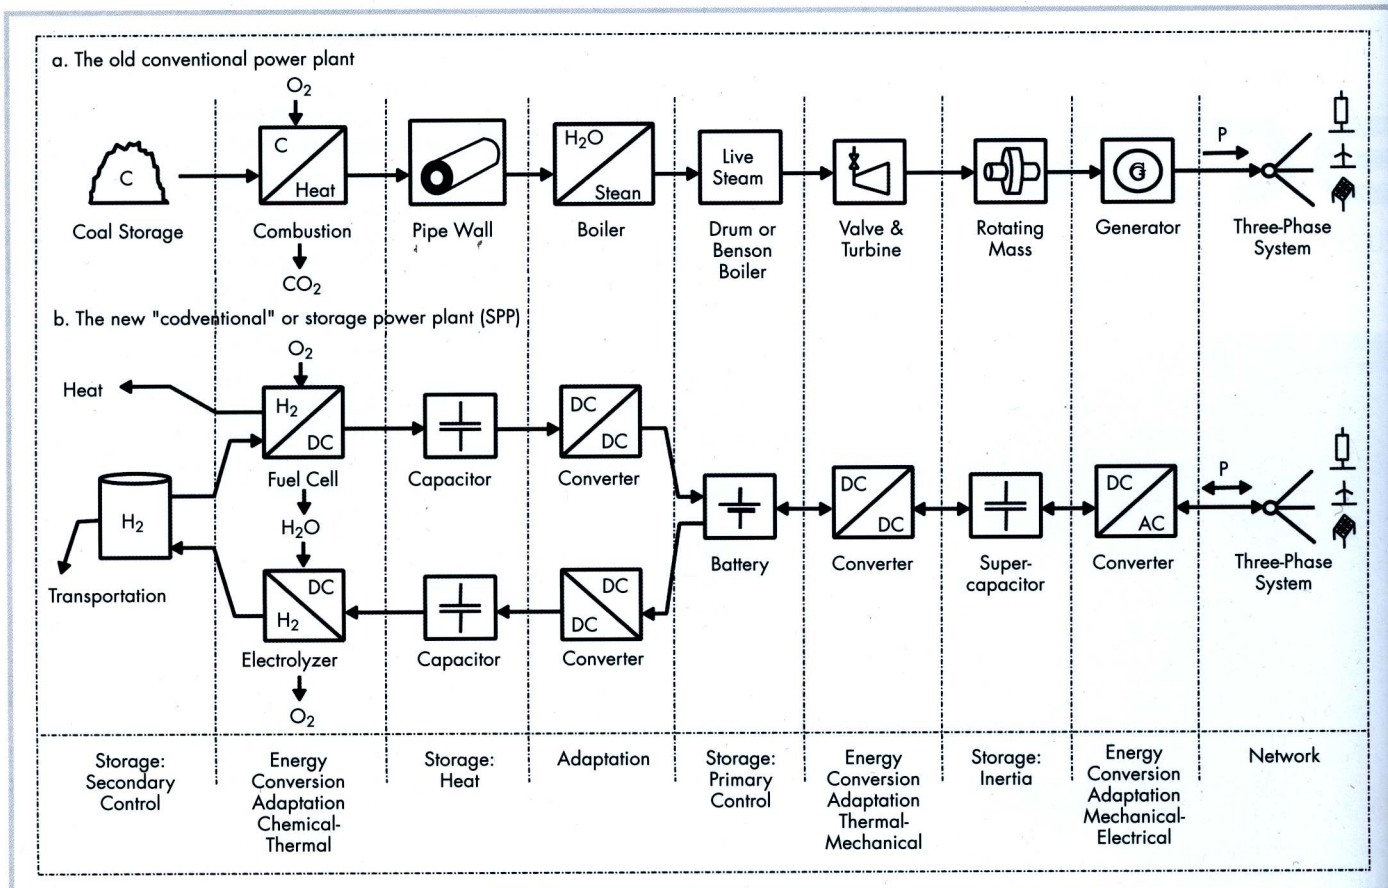 a. The old conventional power plant
O2
C
C
Heat
H2O
Stean
Live
Steam
G
P
Coal Storage
Combustion
Pipe Wall
Boiler
Drum or
Benson
Boiler
Valve &
Turbine
Rotating
Mass
Generator
Three-Phase
System
CO2
b. The new "codventional" or storage power plant (SPP)
O2
Heat
H2
DC
DC
DC
Fuel Cell
Capacitor
Converter
H2
H2O
DC
DC
DC
AC
P
Battery
Converter
Super-
capacitor
Converter
Three-Phase
System
Transportation
DC
H2
DC
DC
Electrolyzer
Capacitor
Converter
O2
Storage:
Secondary
Control
Energy
Conversion
Adaptation
Chemical-
Thermal
Storage:
Heat
Adaptation
Storage:
Primary
Control
Energy
Conversion
Adaptation
Thermal-
Mechanical
Storage:
Inertia
Energy
Conversion
Adaptation
Mechanical-
Electrical
Network